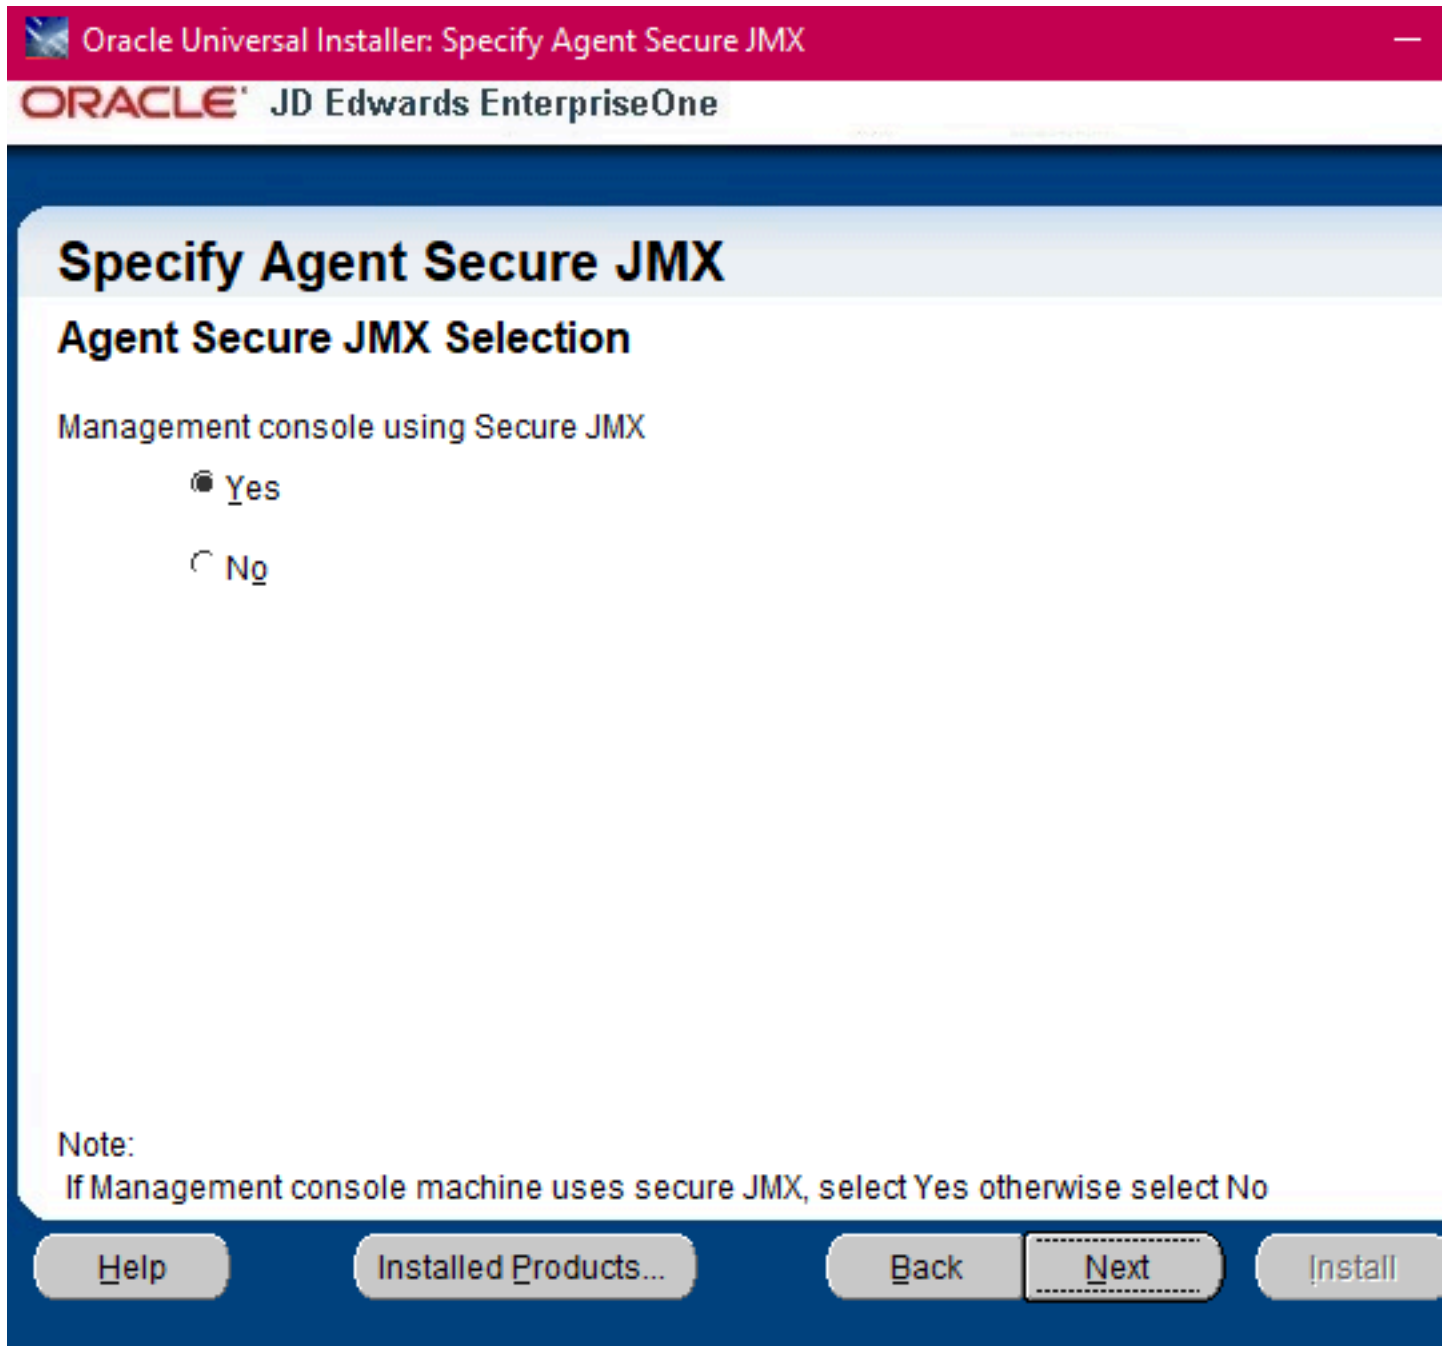 Oracle Universal Installer: Specify Agent Secure JMX
ORACLE' JD Edwards EnterpriseOne
Specify Agent Secure JMX
Agent Secure JMX Selection
Management console using Secure JMX
Yes
No
Note:
If Management console machine uses secure JMX, select Yes otherwise select No
Help Installed Products... Back Next Install